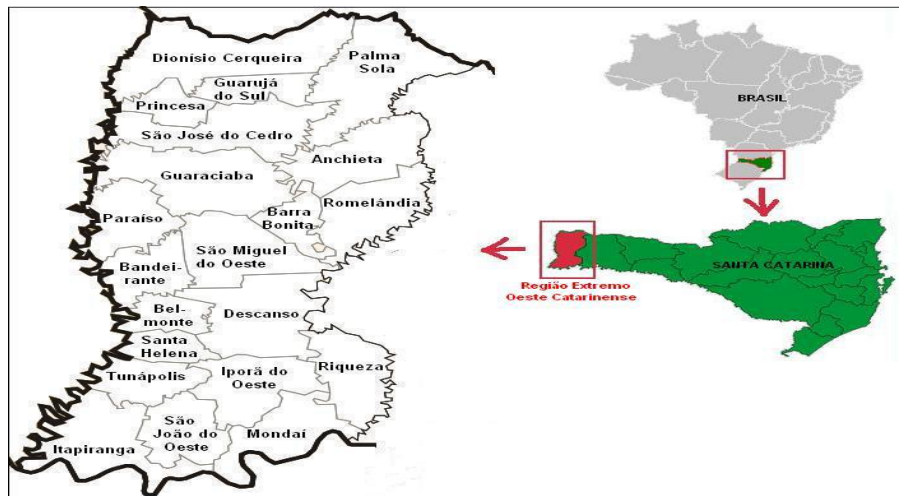 Dionísio Cerqueira
Palma
Sola
Guarujá
do Sul
Princesa
São José do Cedro
Anchieta
Guaraciaba
Romelândia
Barra
Bonita
Paraíso
São Miguel
do Oeste
Bandei-
rante
Bel-
monte
Descanso
Santa
Helena
Tunápolis
Iporã do
Oeste
Riqueza
São
João do
Oeste
Mondaí
Itapiranga
BRASIL
SANTA CATARINA
Região Extremo
Oeste Catarinense